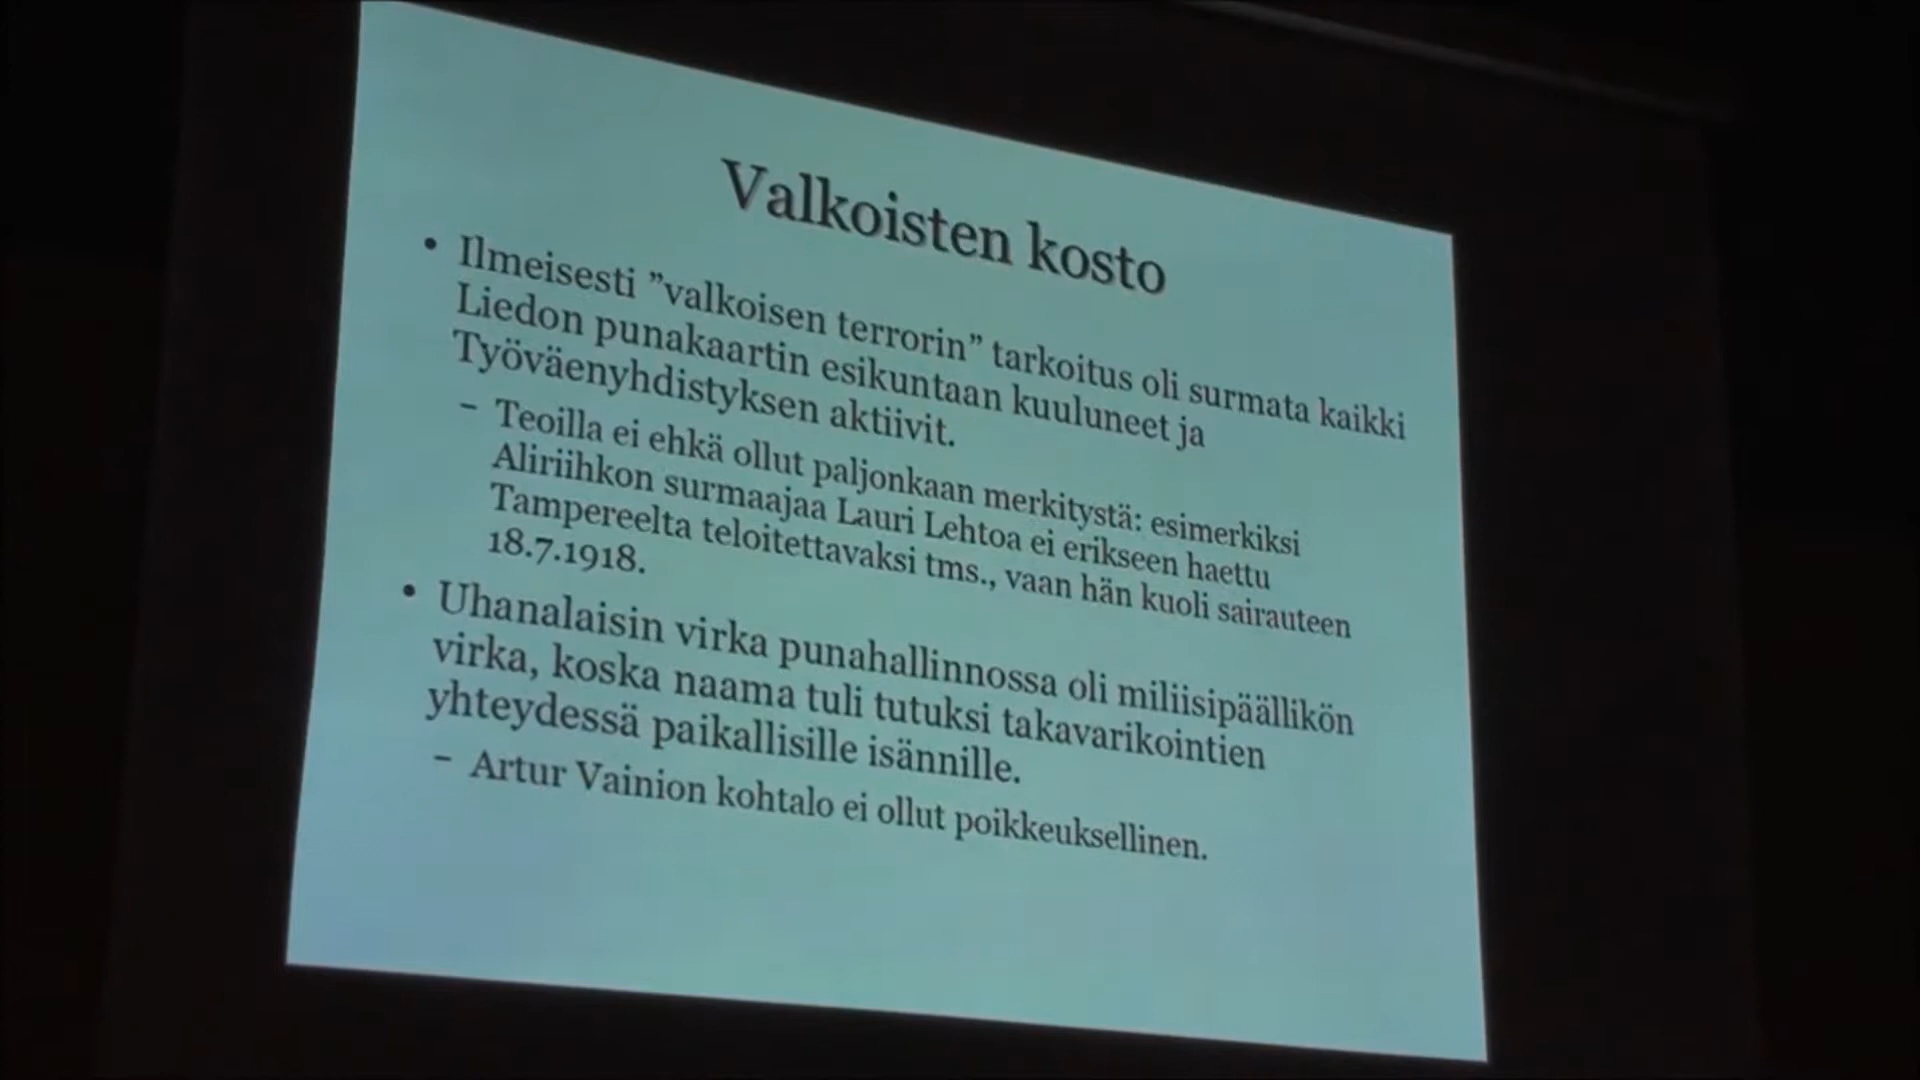 Valkoisten kosto
• Ilmeisesti ”valkoisen terrorin” tarkoitus oli surmata kaikki
Liedon punakaartin esikuntaan kuuluneet ja
Työväenyhdistyksen aktiivit.
– Teoilla ei ehkä ollut paljonkaan merkitystä: esimerkiksi
Aliriihkon surmaajaa Lauri Lehtoa ei erikseen haettu
Tampereelta teloitettavaksi tms., vaan hän kuoli sairauteen
18.7.1918.
• Uhanalaisin virka punahallinnossa oli miliisipäällikön
virka, koska naama tuli tutuksi takavarikointien
yhteydessä paikallisille isännille.
– Artur Vainion kohtalo ei ollut poikkeuksellinen.